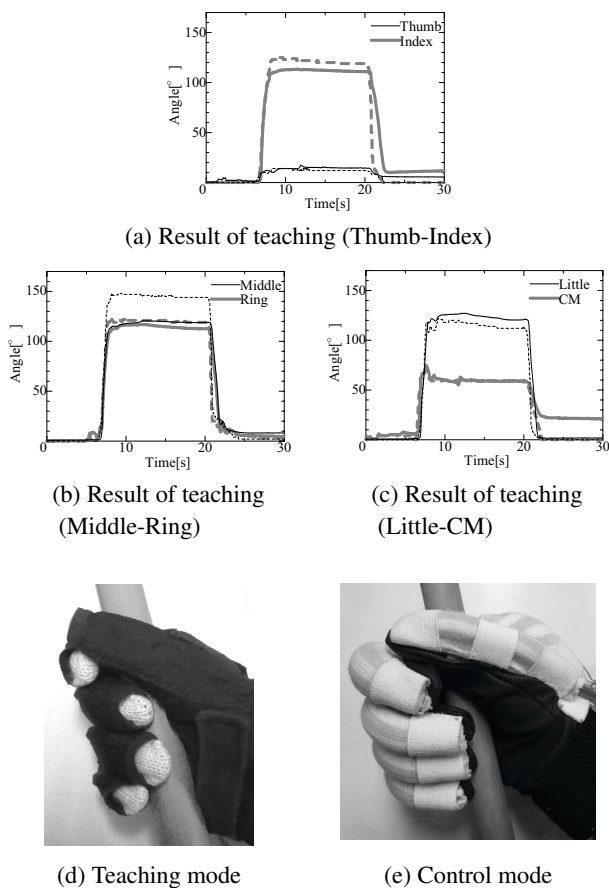 150
100
50
Angle[° ]
Thumb
Index
0 10 20 30
Time[s]
(a) Result of teaching (Thumb-Index)
150
100
50
Angle[° ]
Middle
Ring
0 10 20 30
Time[s]
150
100
50
Angle[° ]
Little
CM
0 10 20 30
Time[s]
(b) Result of teaching
(Middle-Ring)
(c) Result of teaching
(Little-CM)
(d) Teaching mode
(e) Control mode